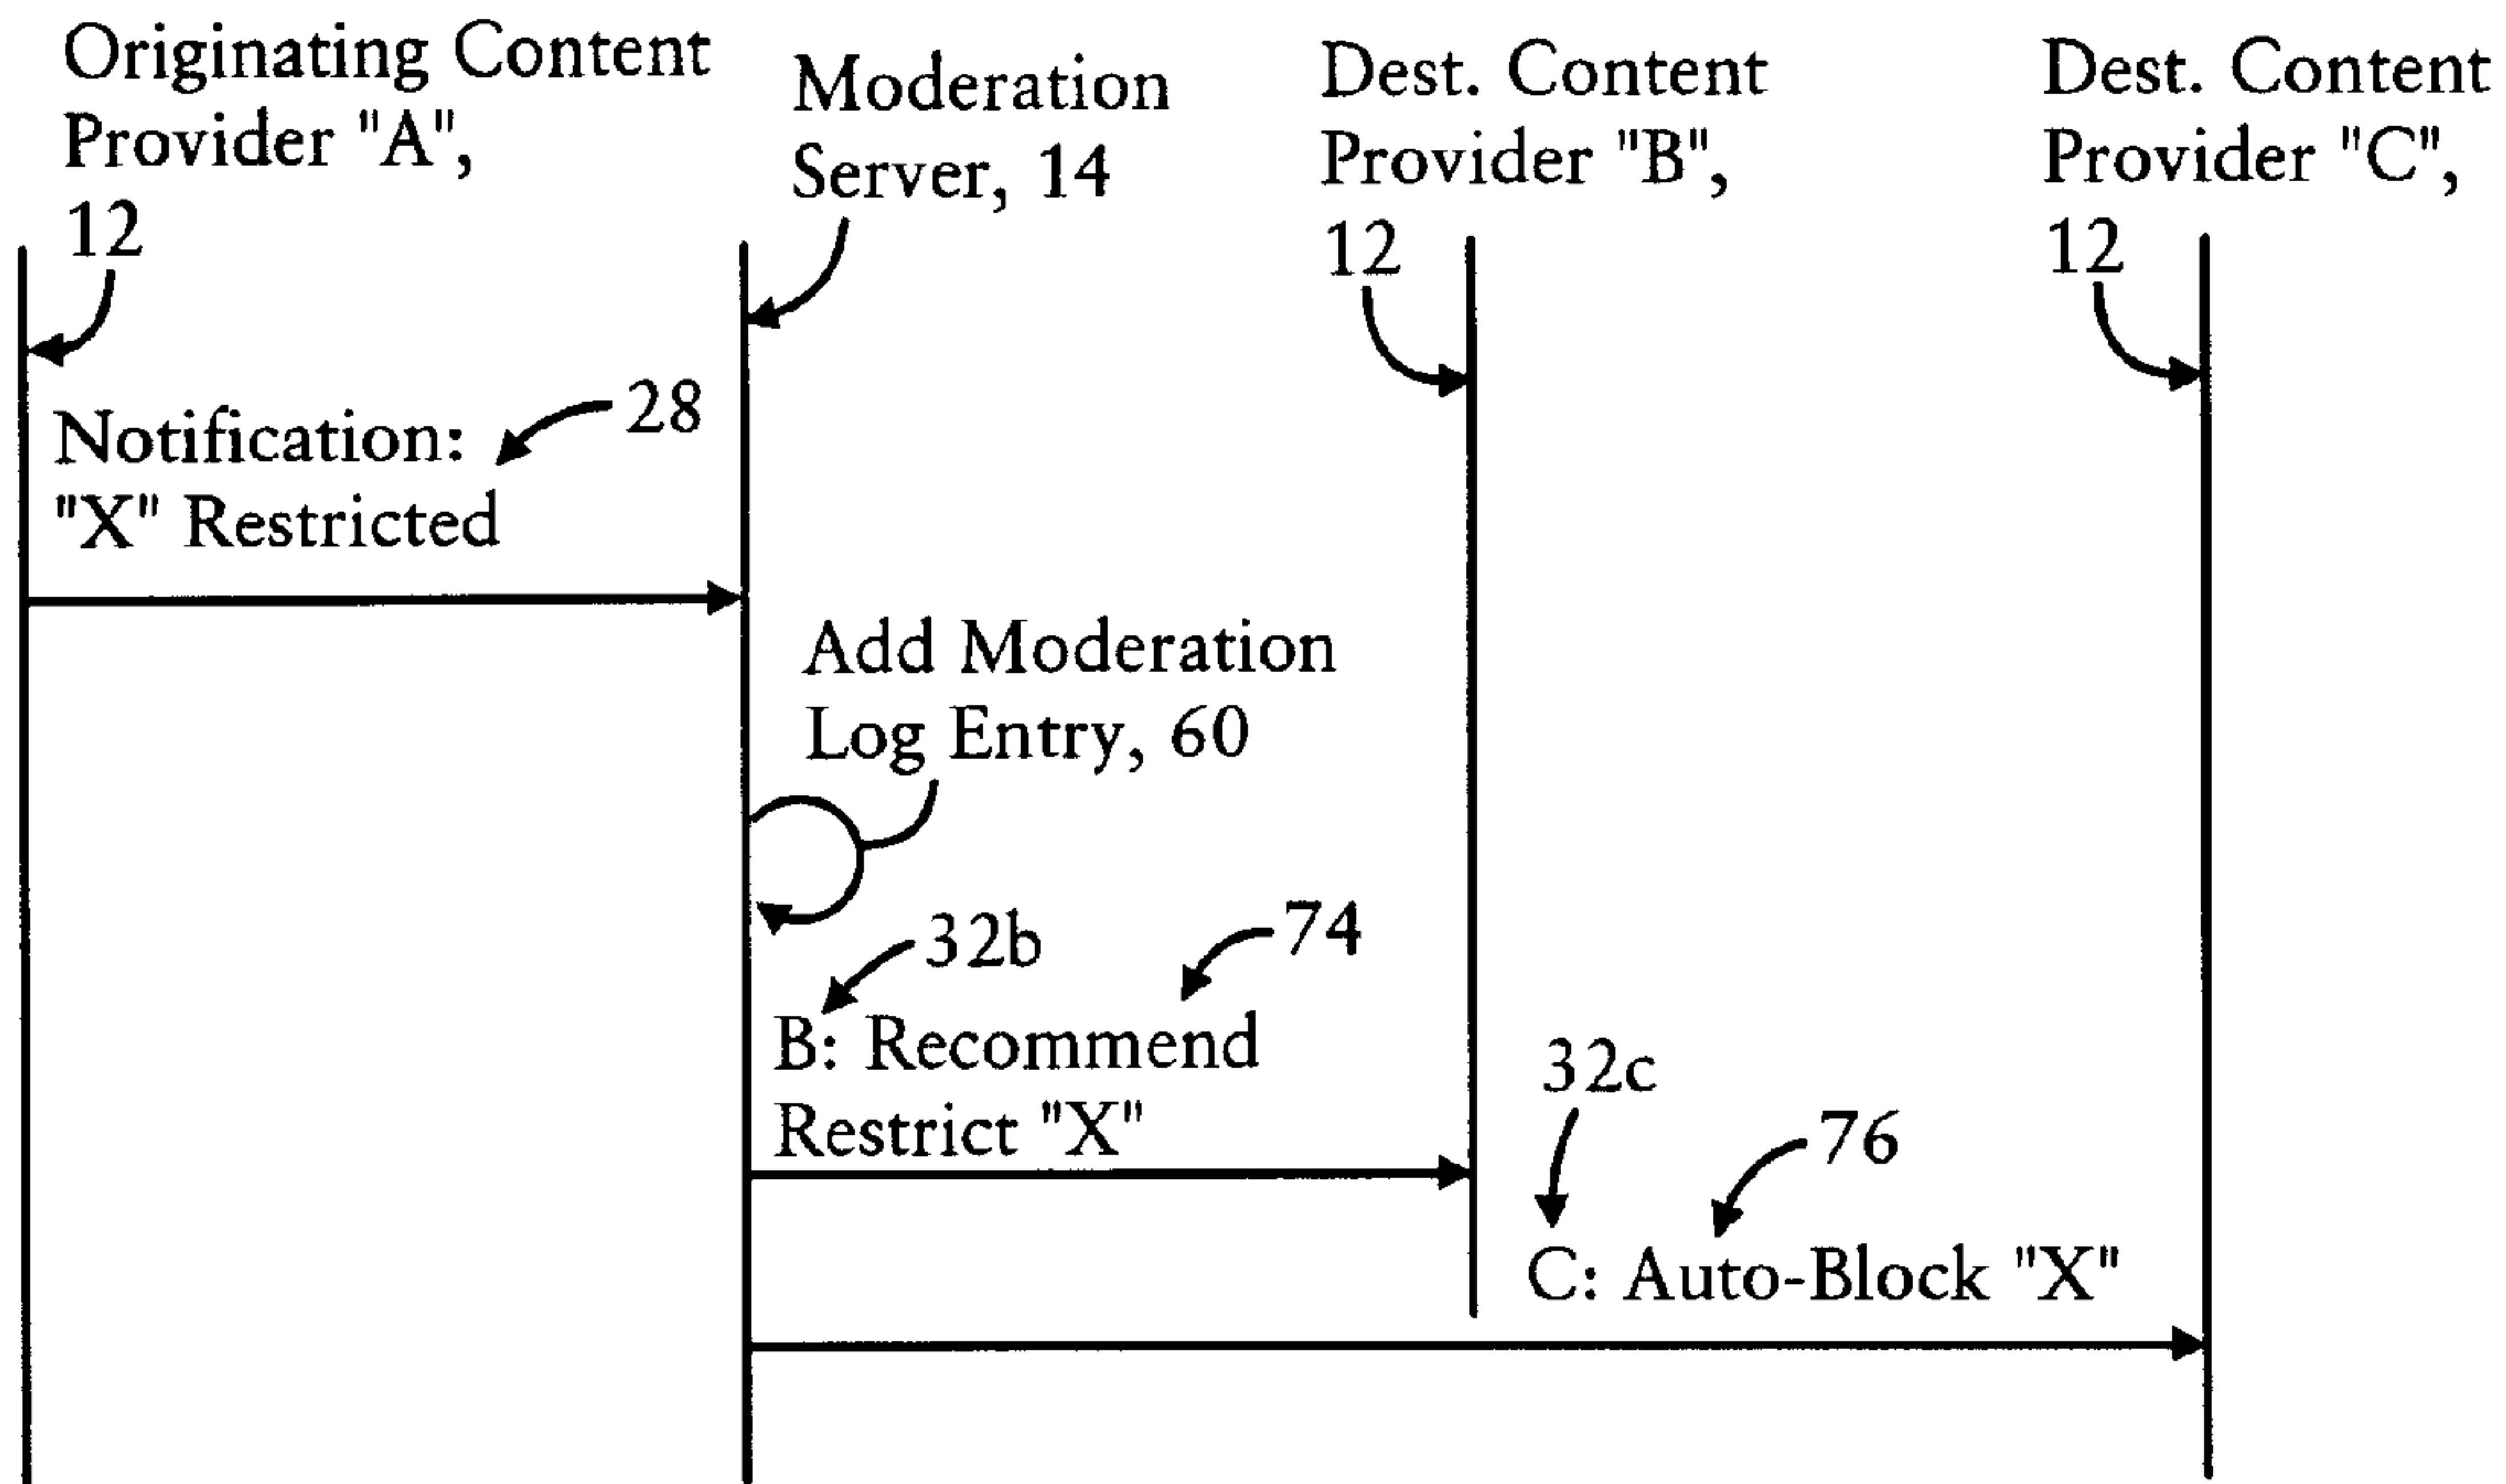 Originating Content
Provider "A",
12
Moderation
Server, 14
Dest. Content
Provider "B",
12
Dest. Content
Provider "C",
12
28
Notification:
"X" Restricted
Add Moderation
Log Entry, 60
32b
74
B: Recommend
Restrict "X"
32c
76
C: Auto-Block "X"